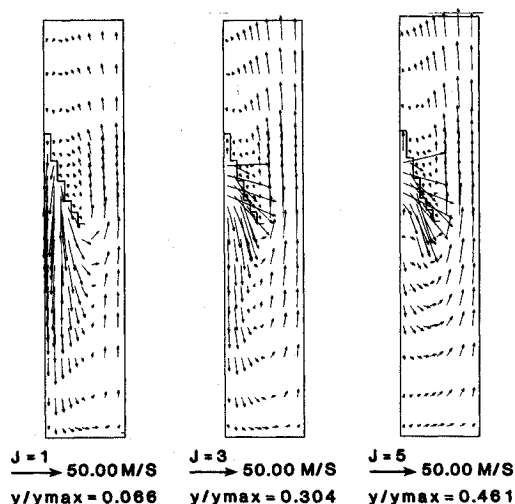 J = 1
50.00 M/S
y/ymax = 0.066
J = 3
50.00 M/S
y/ymax = 0.304
J = 5
50.00 M/S
y/ymax = 0.461